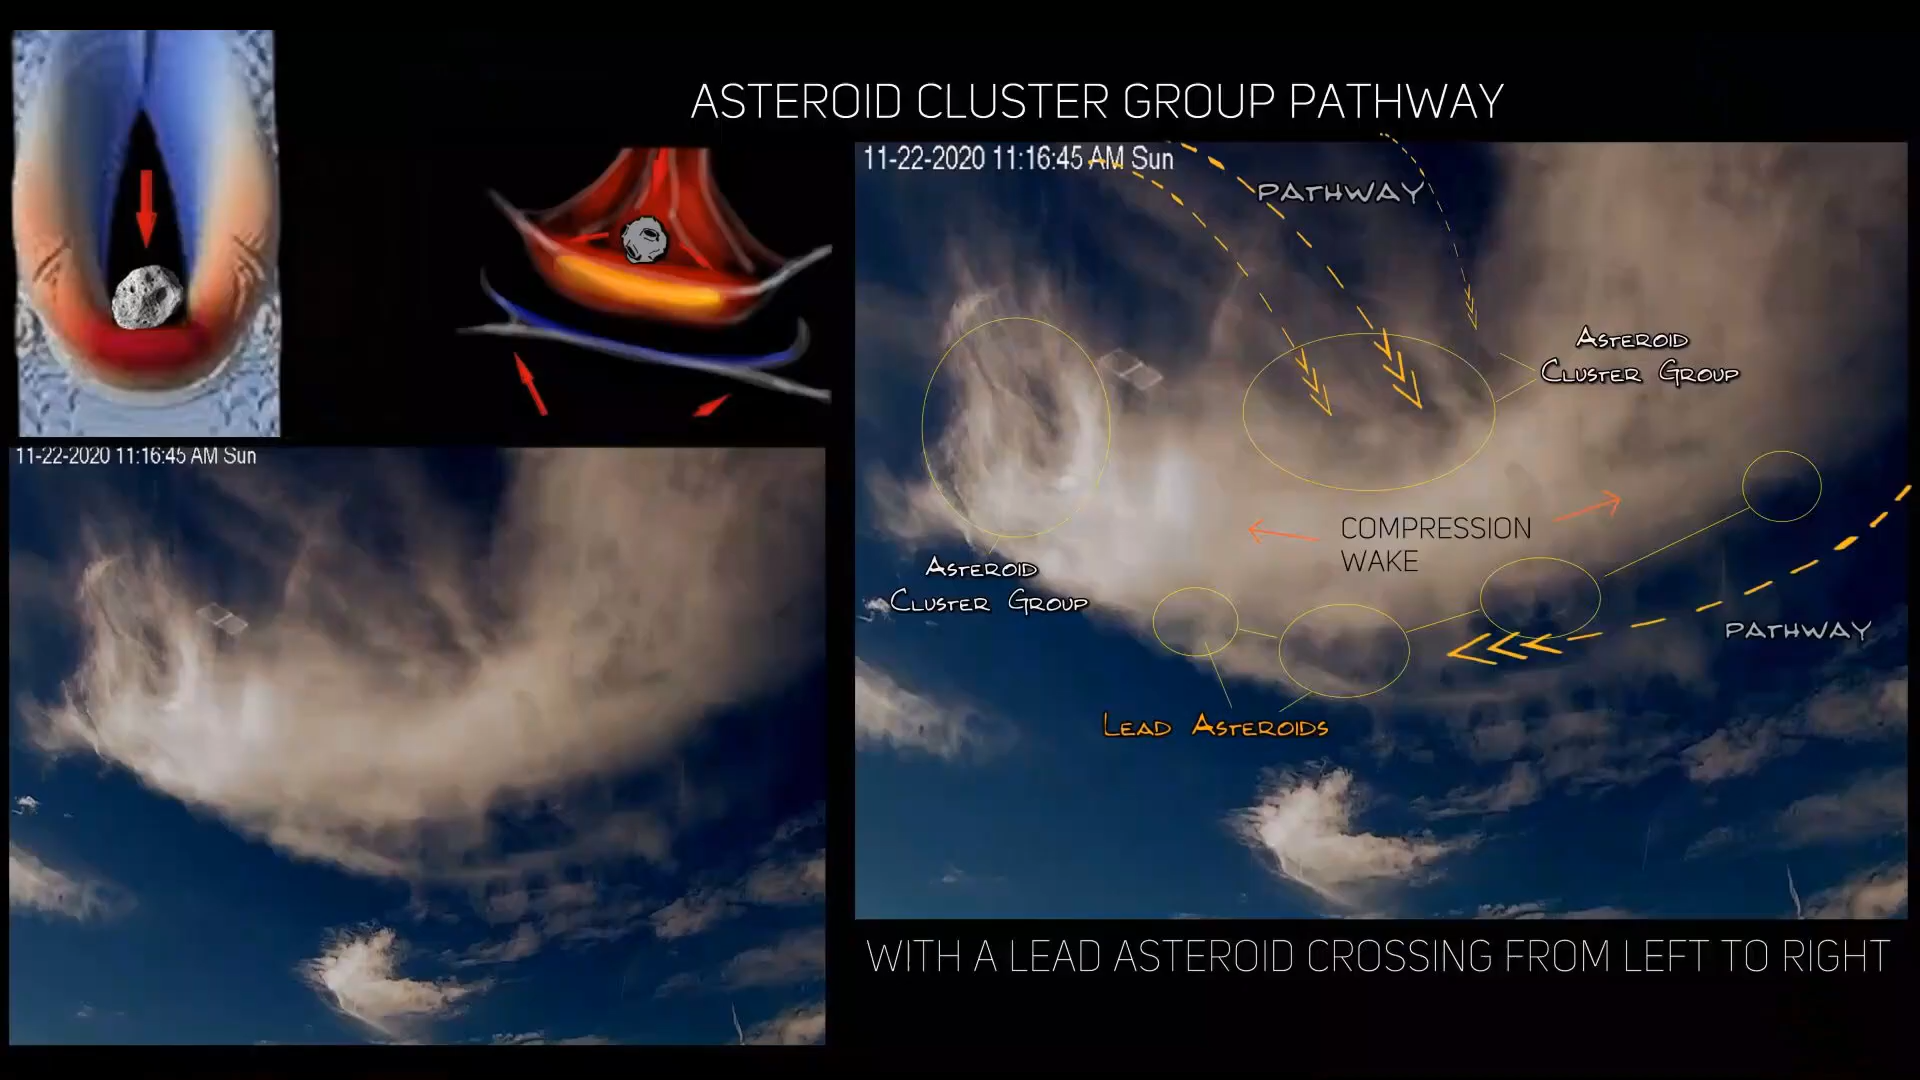 ASTEROID CLUSTER GROUP PATHWAY
11-22-2020 11:16:45 AM Sun
PATHWAY
ASTEROID
CLUSTER GROUP
ASTEROID
CLUSTER GROUP
COMPRESSION
WAKE
PATHWAY
LEAD ASTEROIDS
11-22-2020 11:16:45 AM Sun
WITH A LEAD ASTEROID CROSSING FROM LEFT TO RIGHT